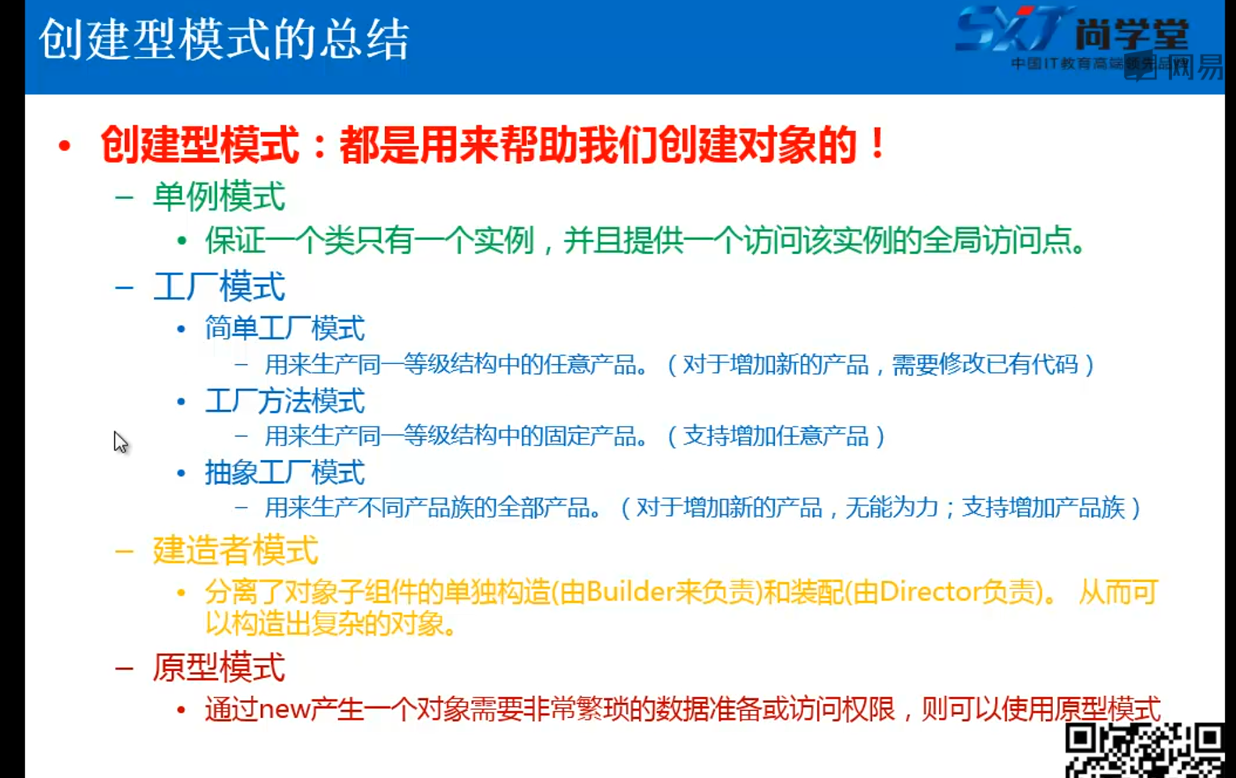 创建型模式的总结
SXT 尚学堂
中国IT教育高端领先品牌
网易
• 创建型模式：都是用来帮助我们创建对象的！
– 单例模式
• 保证一个类只有一个实例，并且提供一个访问该实例的全局访问点。
– 工厂模式
• 简单工厂模式
– 用来生产同一等级结构中的任意产品。（对于增加新的产品，需要修改已有代码）
• 工厂方法模式
– 用来生产同一等级结构中的固定产品。（支持增加任意产品）
• 抽象工厂模式
– 用来生产不同产品族的全部产品。（对于增加新的产品，无能为力；支持增加产品族）
– 建造者模式
• 分离了对象子组件的单独构造(由Builder来负责)和装配(由Director负责)。 从而可
以构造出复杂的对象。
– 原型模式
• 通过new产生一个对象需要非常繁琐的数据准备或访问权限，则可以使用原型模式